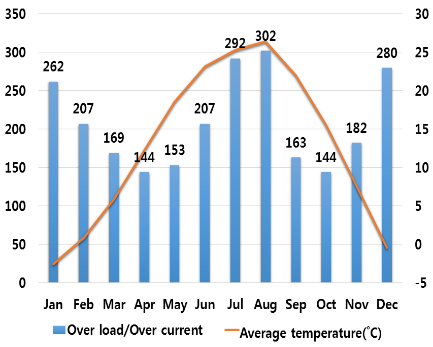 350 30
300 25
250 20
200 15
150 10
100 5
50 0
0 -5
262 207 169 144 153 207 292 302 163 144 182 280
Jan Feb Mar Apr May Jun Jul Aug Sep Oct Nov Dec
Over load/Over current Average temperature(°C)